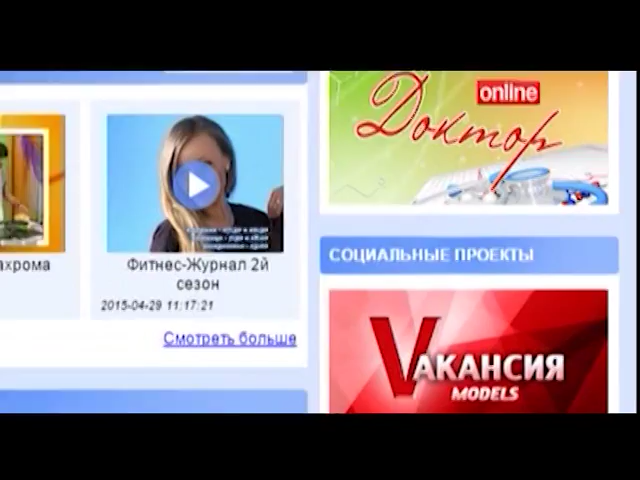 online
Доктор
ахрома
Фитнес-Журнал 2й
сезон
2015-04-29 11:17:21
Смотреть больше
СОЦИАЛЬНЫЕ ПРОЕКТЫ
VАКАНСИЯ
MODELS